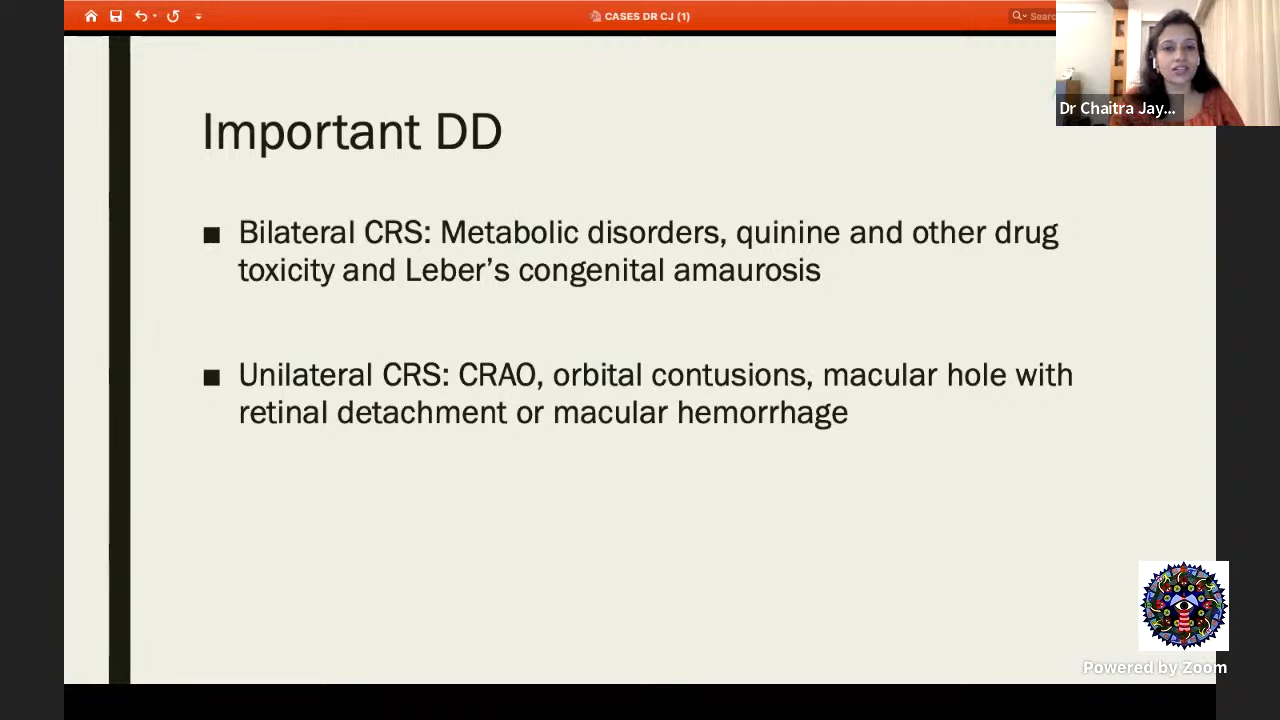 CASES DR CJ (1)
Sear
Dr Chaitra Jay...
Important DD
■ Bilateral CRS: Metabolic disorders, quinine and other drug
toxicity and Leber’s congenital amaurosis
■ Unilateral CRS: CRAO, orbital contusions, macular hole with
retinal detachment or macular hemorrhage
Powered by Zoom